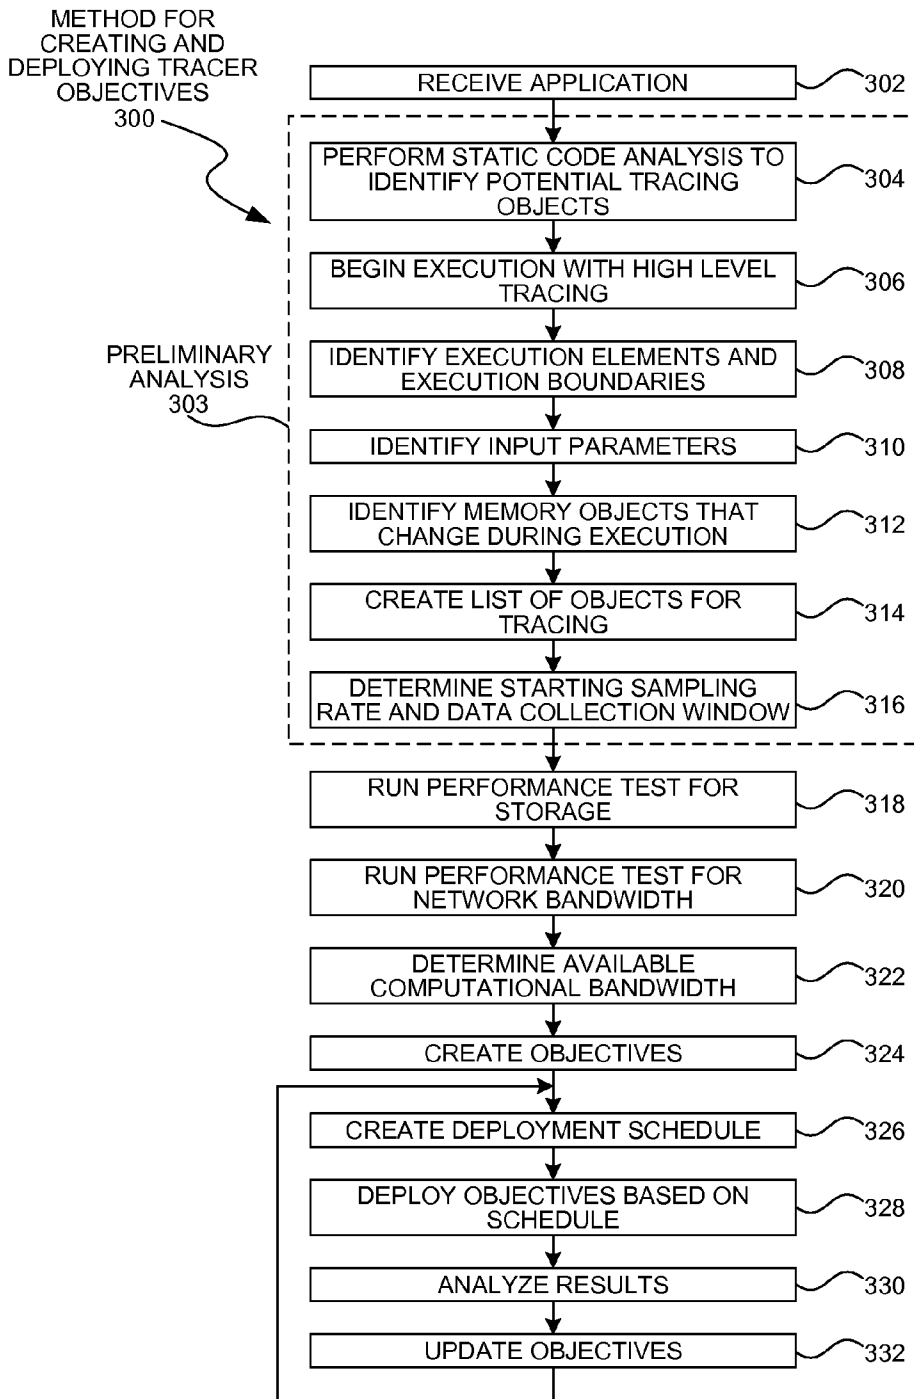 METHOD FOR
CREATING AND
DEPLOYING TRACER
OBJECTIVES
300
RECEIVE APPLICATION
302
PERFORM STATIC CODE ANALYSIS TO
IDENTIFY POTENTIAL TRACING
OBJECTS
304
BEGIN EXECUTION WITH HIGH LEVEL
TRACING
306
PRELIMINARY
ANALYSIS
303
IDENTIFY EXECUTION ELEMENTS AND
EXECUTION BOUNDARIES
308
IDENTIFY INPUT PARAMETERS
310
IDENTIFY MEMORY OBJECTS THAT
CHANGE DURING EXECUTION
312
CREATE LIST OF OBJECTS FOR
TRACING
314
DETERMINE STARTING SAMPLING
RATE AND DATA COLLECTION WINDOW
316
RUN PERFORMANCE TEST FOR
STORAGE
318
RUN PERFORMANCE TEST FOR
NETWORK BANDWIDTH
320
DETERMINE AVAILABLE
COMPUTATIONAL BANDWIDTH
322
CREATE OBJECTIVES
324
CREATE DEPLOYMENT SCHEDULE
326
DEPLOY OBJECTIVES BASED ON
SCHEDULE
328
ANALYZE RESULTS
330
UPDATE OBJECTIVES
332